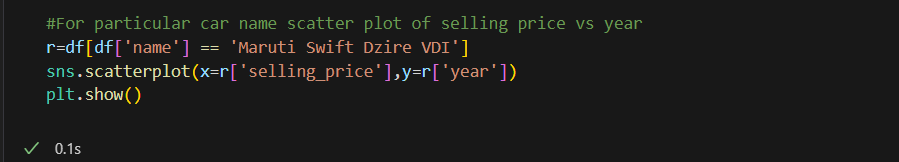 #For particular car name scatter plot of selling price vs year
r=df[df['name'] == 'Maruti Swift Dzire VDI']
sns.scatterplot(x=r['selling_price'],y=r['year'])
plt.show()
✓ 0.1s